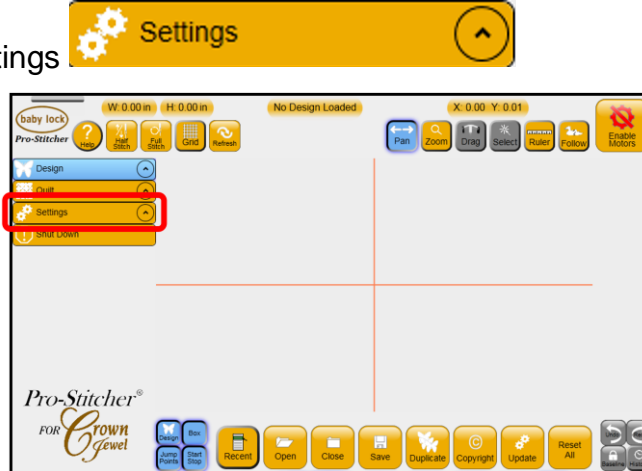 Settings
tings
W: 0.00 in H: 0.00 in No Design Loaded X: 0.00 Y: 0.01
baby lock
Pro-Stitcher
Help
Half Stitch
Full Stitch
Grid
Refresh
Pan
Zoom
Drag
Select
Ruler
Follow
Enable Motors
Design
Quilt
Settings
Shut Down
Pro-Stitcher®
FOR Crown
Jewel
Design
Box
Jump Points
Start Stop
Recent
Open
Close
Save
Duplicate
Copyright
Update
Reset All
Undo
Baseline